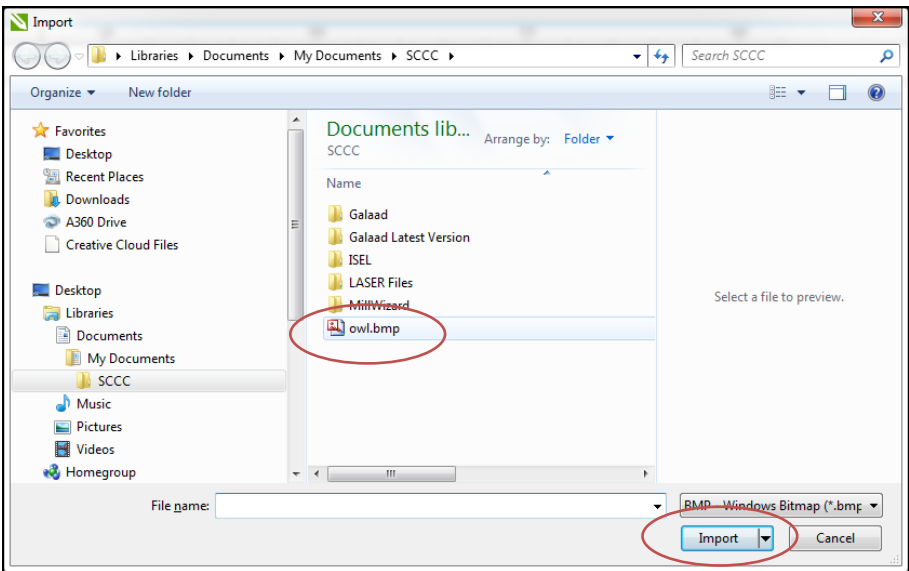 Import
Libraries Documents My Documents SCCC
Search SCCC
Organize New folder
Favorites
Desktop
Recent Places
Downloads
A360 Drive
Creative Cloud Files
Desktop
Libraries
Documents
My Documents
SCCC
Music
Pictures
Videos
Homegroup
Documents lib...
SCCC
Arrange by: Folder
Name
Galaad
Galaad Latest Version
ISEL
LASER Files
MillWizard
owl.bmp
Select a file to preview.
File name:
BMP - Windows Bitmap (*.bmp
Import Cancel